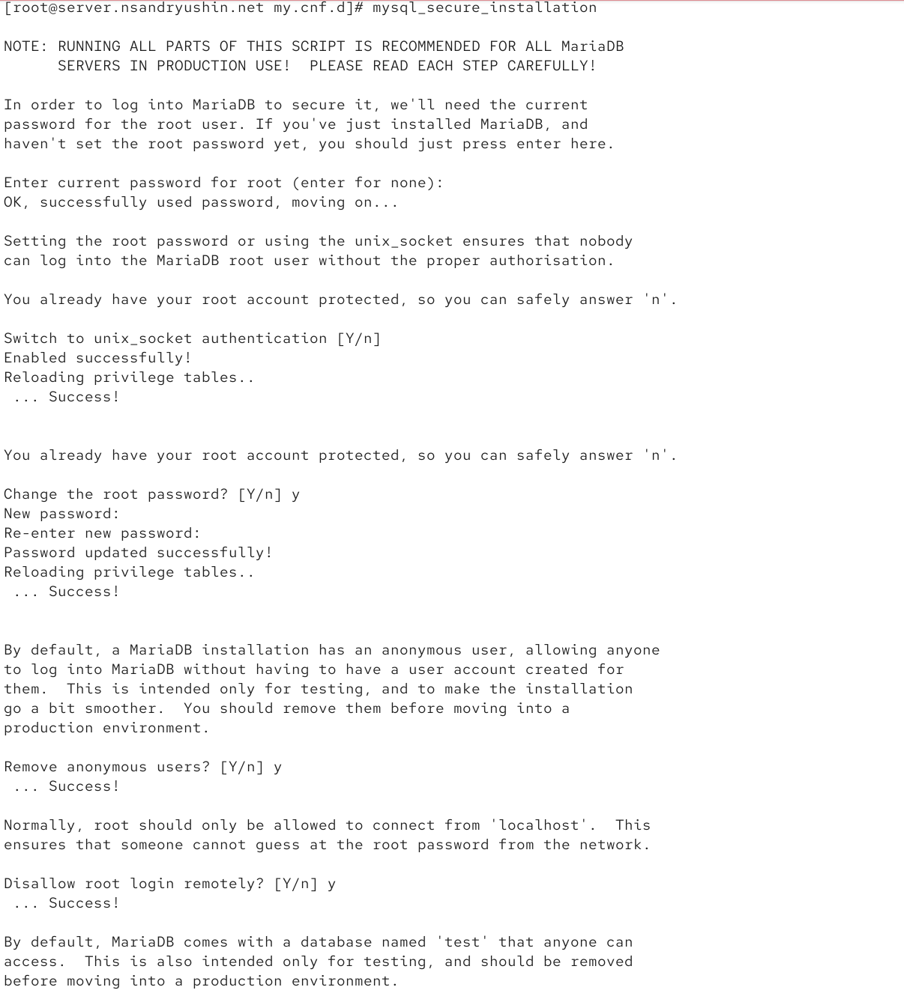 [root@server.nsandryushin.net my.cnf.d]# mysql_secure_installation

NOTE: RUNNING ALL PARTS OF THIS SCRIPT IS RECOMMENDED FOR ALL MariaDB
      SERVERS IN PRODUCTION USE!  PLEASE READ EACH STEP CAREFULLY!

In order to log into MariaDB to secure it, we'll need the current
password for the root user. If you've just installed MariaDB, and
haven't set the root password yet, you should just press enter here.

Enter current password for root (enter for none):
OK, successfully used password, moving on...

Setting the root password or using the unix_socket ensures that nobody
can log into the MariaDB root user without the proper authorisation.

You already have your root account protected, so you can safely answer 'n'.

Switch to unix_socket authentication [Y/n]
Enabled successfully!
Reloading privilege tables..
 ... Success!


You already have your root account protected, so you can safely answer 'n'.

Change the root password? [Y/n] y
New password:
Re-enter new password:
Password updated successfully!
Reloading privilege tables..
 ... Success!


By default, a MariaDB installation has an anonymous user, allowing anyone
to log into MariaDB without having to have a user account created for
them.  This is intended only for testing, and to make the installation
go a bit smoother.  You should remove them before moving into a
production environment.

Remove anonymous users? [Y/n] y
 ... Success!

Normally, root should only be allowed to connect from 'localhost'.  This
ensures that someone cannot guess at the root password from the network.

Disallow root login remotely? [Y/n] y
 ... Success!

By default, MariaDB comes with a database named 'test' that anyone can
access.  This is also intended only for testing, and should be removed
before moving into a production environment.